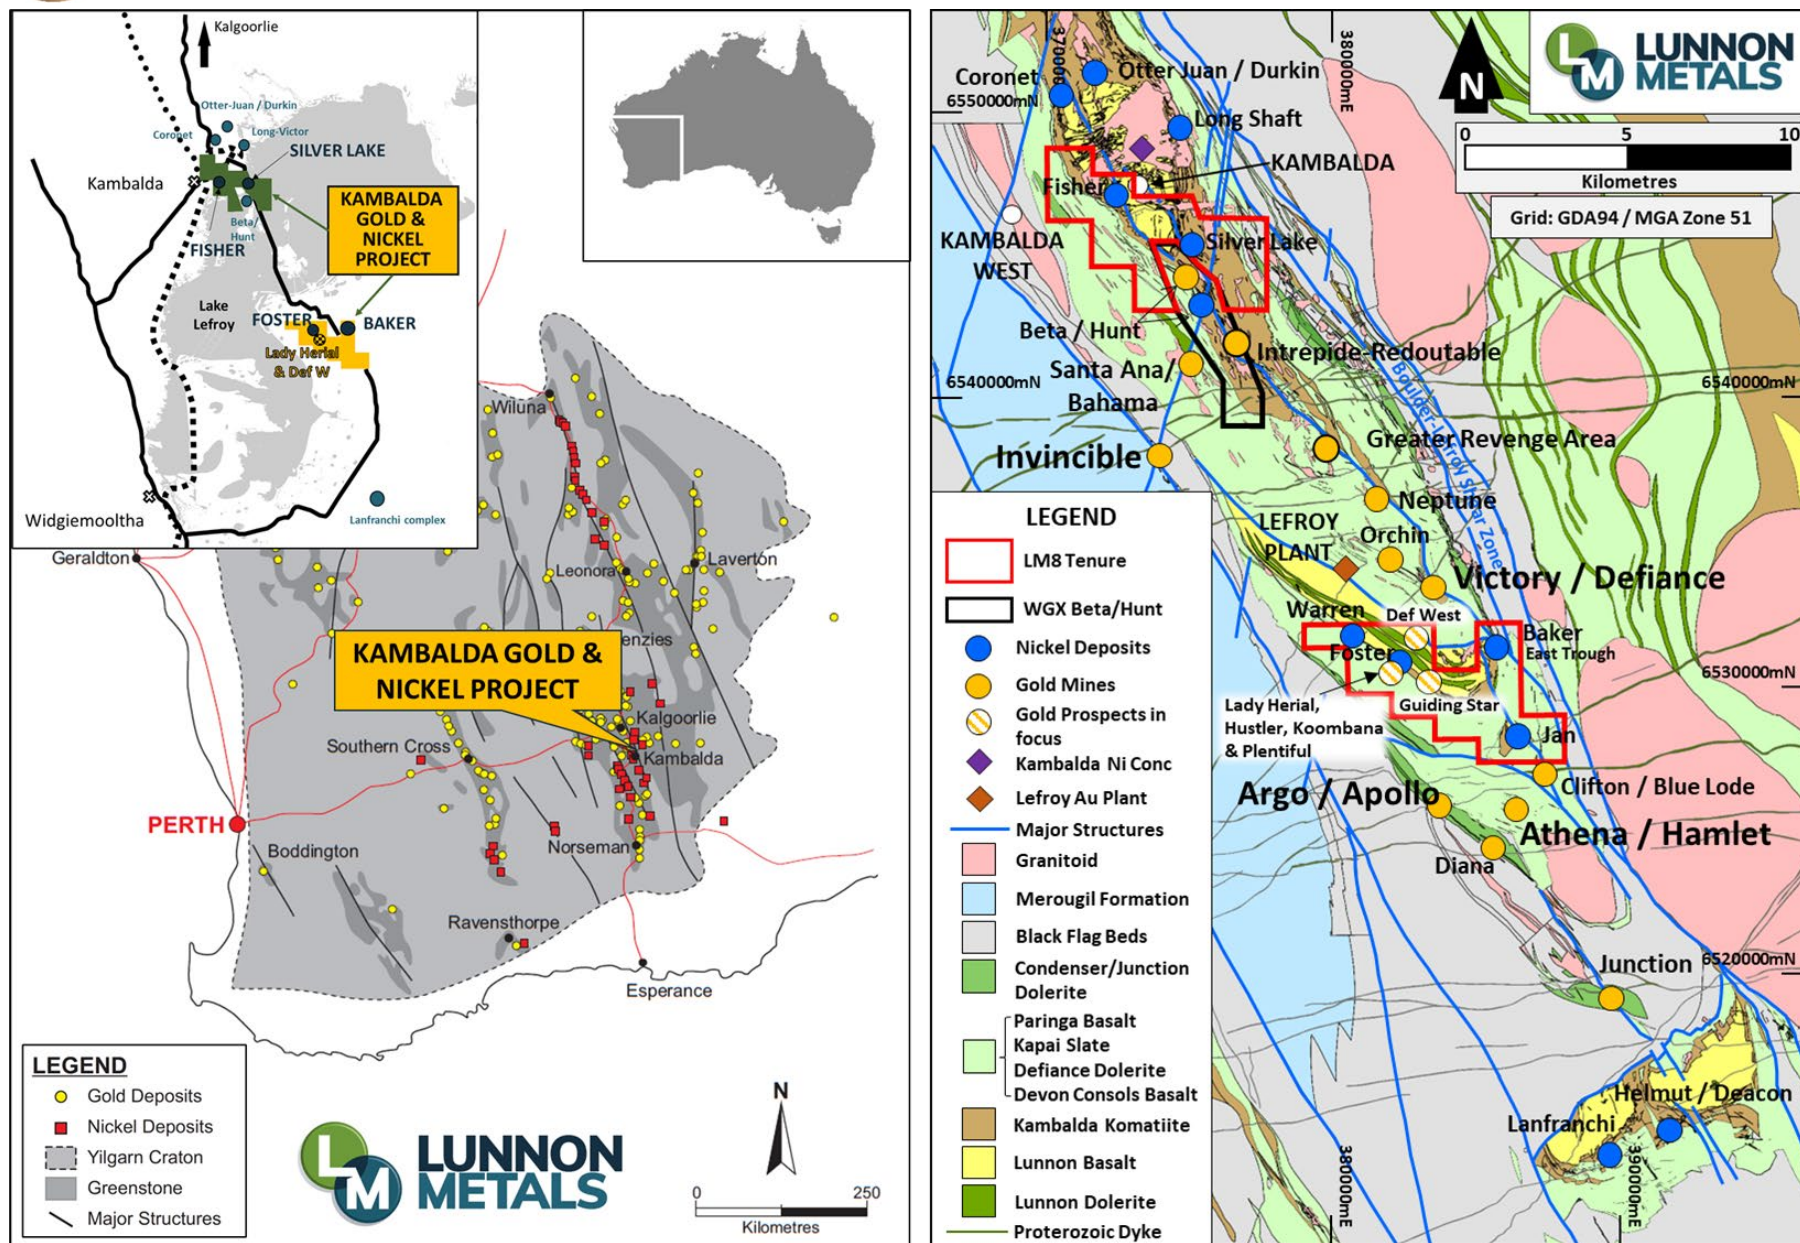 Kalgoorlie
Otter-Juan / Durkin
Coronet
Long-Victor
SILVER LAKE
Kambalda
KAMBALDA
GOLD &
NICKEL
PROJECT
Beta/
Hunt
FISHER
Lake
Lefroy
FOSTER
BAKER
Lady Herial
& Def W
Widgiemooltha
Lanfranchi complex
Wiluna
Geraldton
Leonora
Laverton
enzies
KAMBALDA GOLD &
NICKEL PROJECT
Kalgoorlie
Southern Cross
Kambalda
PERTH
Norseman
Boddington
Ravensthorpe
Esperance
LEGEND
Gold Deposits
Nickel Deposits
Yilgarn Craton
Greenstone
Major Structures
LM
LUNNON
METALS
N
0 250
Kilometres
370000
380000mE
Coronet
Otter Juan / Durkin
6550000mN
Long Shaft
N
LM
LUNNON
METALS
0 5 10
Kilometres
Grid: GDA94 / MGA Zone 51
KAMBALDA
Fisher
KAMBALDA
WEST
Silver Lake
Beta / Hunt
Intrepide-Redoutable
Santa Ana/
Bahama
6540000mN
6540000mN
Boulder-Lefroy Shear Zone
Invincible
Greater Revenge Area
Neptune
LEFROY
PLANT
Orchin
Victory / Defiance
Warren
Def West
Baker
East Trough
Foster
6530000mN
Lady Herial,
Hustler, Koombana
& Plentiful
Guiding Star
Jan
Argo / Apollo
Clifton / Blue Lode
Athena / Hamlet
Diana
Junction
6520000mN
Helmut / Deacon
Lanfranchi
380000mE
390000mE
LEGEND
LM8 Tenure
WGX Beta/Hunt
Nickel Deposits
Gold Mines
Gold Prospects in
focus
Kambalda Ni Conc
Lefroy Au Plant
Major Structures
Granitoid
Merougil Formation
Black Flag Beds
Condenser/Junction
Dolerite
Paringa Basalt
Kapai Slate
Defiance Dolerite
Devon Consols Basalt
Kambalda Komatiite
Lunnon Basalt
Lunnon Dolerite
Proterozoic Dyke